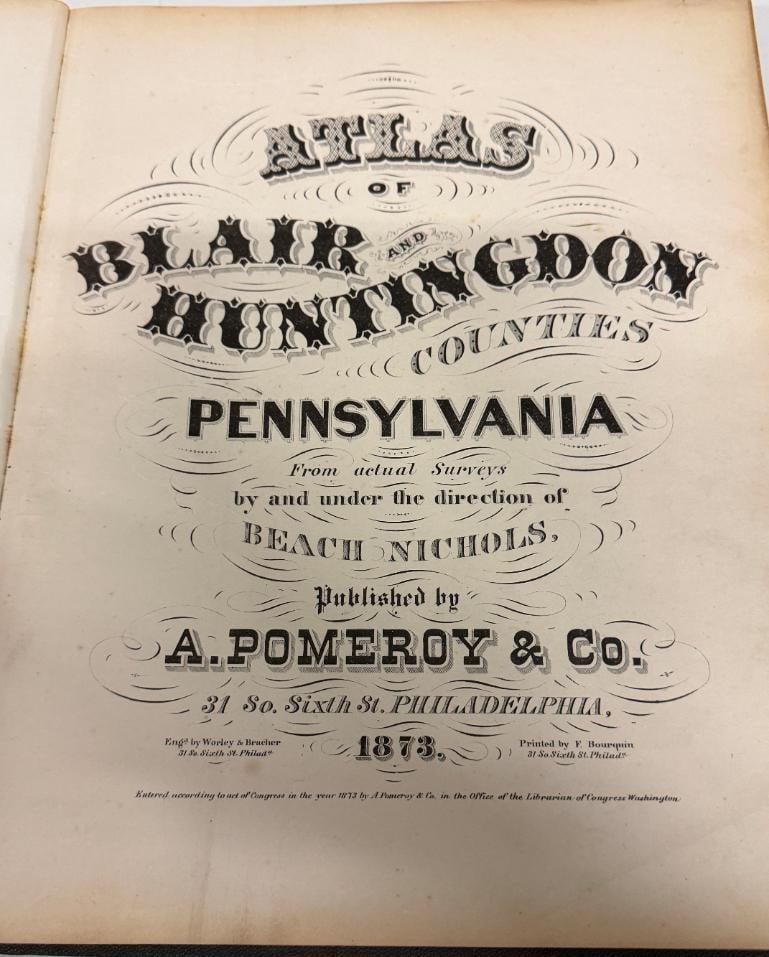 ATLAS
OF
BLAIR AND
HUNTINGDON
COUNTIES
PENNSYLVANIA
From actual Surveys
by and under the direction of
BEACH NICHOLS,
Published by
A. POMEROY & Co.
31 So. Sixth St. PHILADELPHIA,
1873.
Engd. by Worley & Bracher
31 So. Sixth St. Philada.
Printed by F. Bourquin
31 So. Sixth St. Philada.
Entered according to act of Congress in the year 1873 by A. Pomeroy & Co. in the Office of the Librarian of Congress Washington